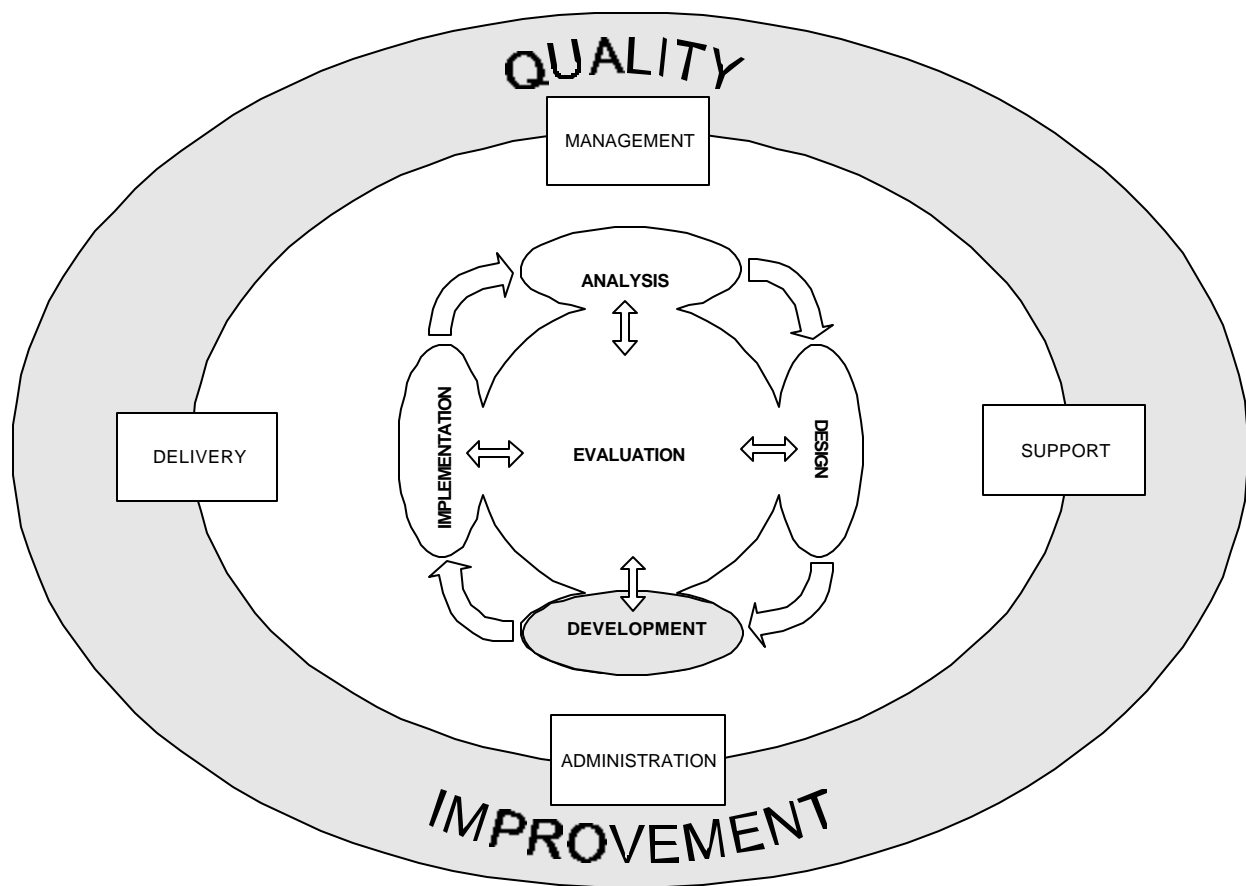 QUALITY
MANAGEMENT
ANALYSIS
IMPLEMENTATION
EVALUATION
DESIGN
DELIVERY
SUPPORT
DEVELOPMENT
ADMINISTRATION
IMPROVEMENT